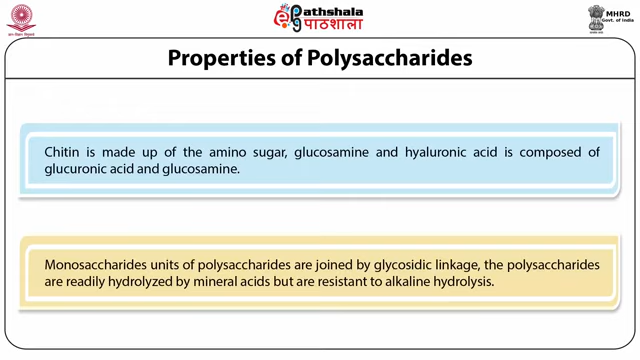 ePathshala
पाठशाला
MHRD
Govt. of India
Properties of Polysaccharides
Chitin is made up of the amino sugar, glucosamine and hyaluronic acid is composed of
glucuronic acid and glucosamine.
Monosaccharides units of polysaccharides are joined by glycosidic linkage, the polysaccharides
are readily hydrolyzed by mineral acids but are resistant to alkaline hydrolysis.